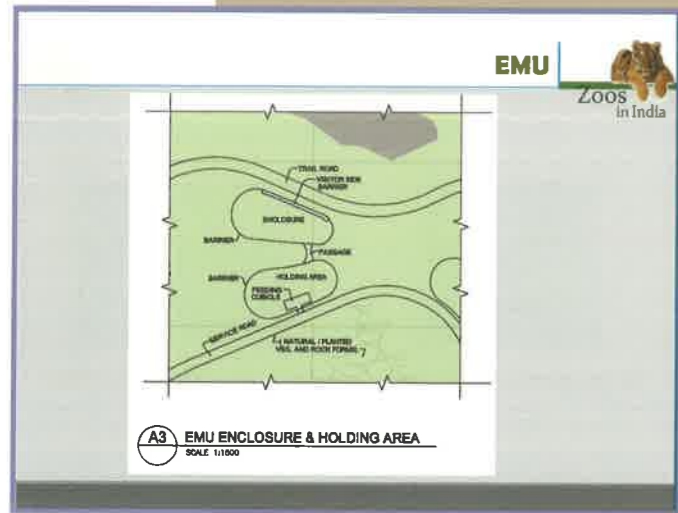 EMU
Zoos
in India
TRAIL ROAD
VISITOR SIDE
BARRIER
ENCLOSURE
BARRIER
PASSAGE
BARRIER
HOLDING AREA
FEEDING
CUBICLE
SERVICE ROAD
NATURAL / PLANTED
VEG. AND ROCK FORMS
A3 EMU ENCLOSURE & HOLDING AREA
SCALE 1:1500